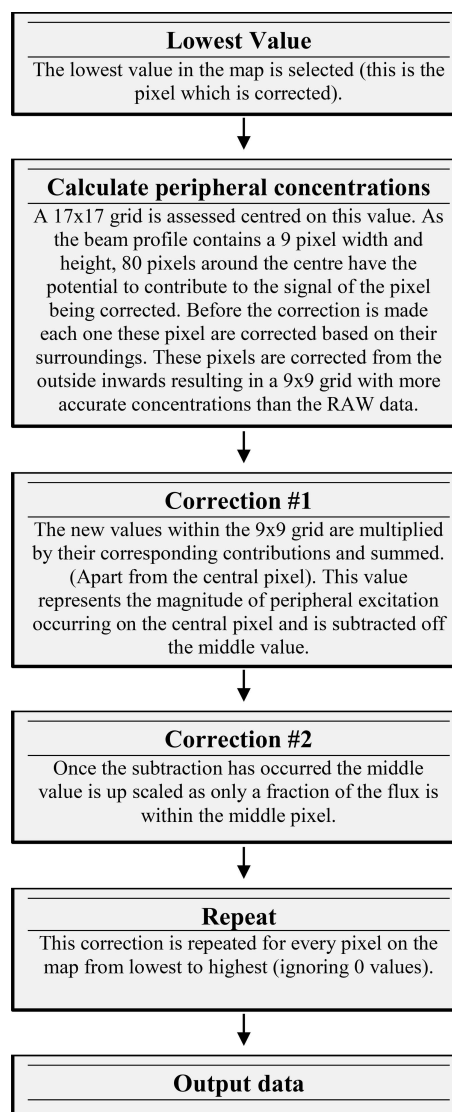 Lowest Value
The lowest value in the map is selected (this is the
pixel which is corrected).
Calculate peripheral concentrations
A 17x17 grid is assessed centred on this value. As
the beam profile contains a 9 pixel width and
height, 80 pixels around the centre have the
potential to contribute to the signal of the pixel
being corrected. Before the correction is made
each one these pixel are corrected based on their
surroundings. These pixels are corrected from the
outside inwards resulting in a 9x9 grid with more
accurate concentrations than the RAW data.
Correction #1
The new values within the 9x9 grid are multiplied
by their corresponding contributions and summed.
(Apart from the central pixel). This value
represents the magnitude of peripheral excitation
occurring on the central pixel and is subtracted off
the middle value.
Correction #2
Once the subtraction has occurred the middle
value is up scaled as only a fraction of the flux is
within the middle pixel.
Repeat
This correction is repeated for every pixel on the
map from lowest to highest (ignoring 0 values).
Output data